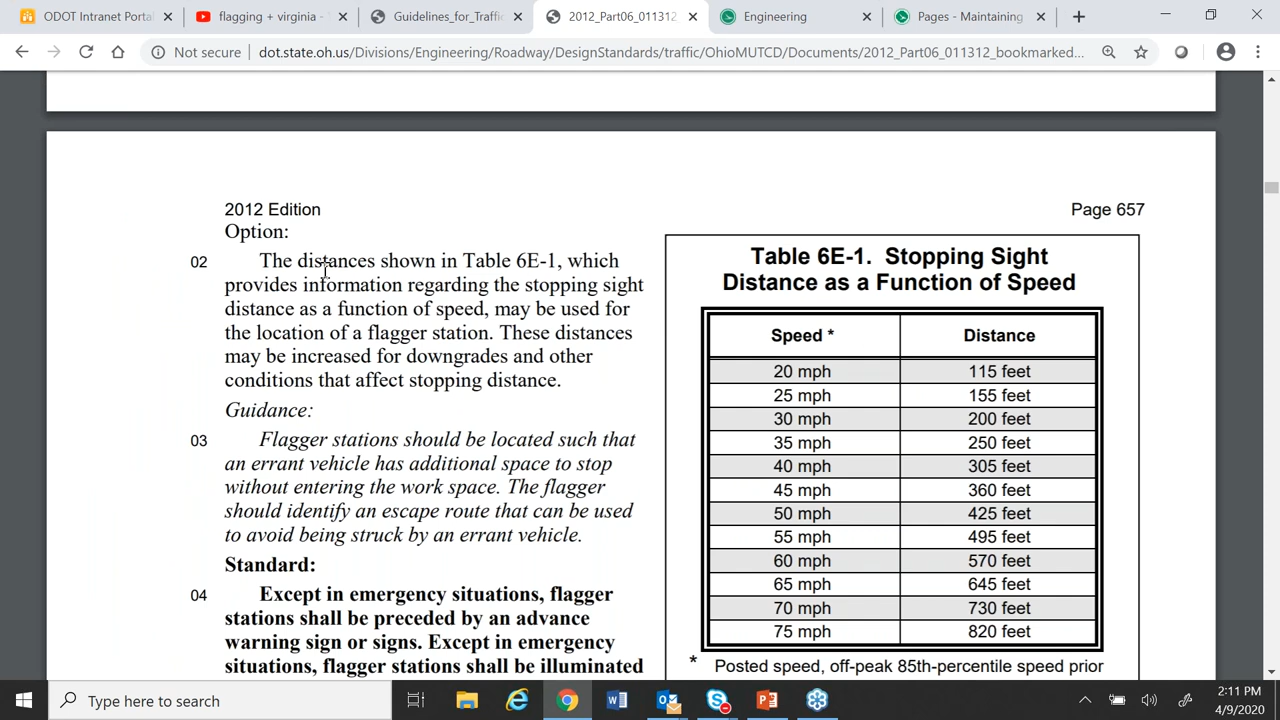 ODOT Intranet Portal
flagging + virginia -
Guidelines_for_Traffi
2012_Part06_011312
Engineering
Pages - Maintaining
Not secure
dot.state.oh.us/Divisions/Engineering/Roadway/DesignStandards/traffic/OhioMUTCD/Documents/2012_Part06_011312_bookmarked...
2012 Edition
Page 657
Option:
02 The distances shown in Table 6E-1, which
provides information regarding the stopping sight
distance as a function of speed, may be used for
the location of a flagger station. These distances
may be increased for downgrades and other
conditions that affect stopping distance.
Guidance:
03 Flagger stations should be located such that
an errant vehicle has additional space to stop
without entering the work space. The flagger
should identify an escape route that can be used
to avoid being struck by an errant vehicle.
Standard:
04 Except in emergency situations, flagger
stations shall be preceded by an advance
warning sign or signs. Except in emergency
situations, flagger stations shall be illuminated
Table 6E-1. Stopping Sight
Distance as a Function of Speed
Speed * Distance
20 mph 115 feet
25 mph 155 feet
30 mph 200 feet
35 mph 250 feet
40 mph 305 feet
45 mph 360 feet
50 mph 425 feet
55 mph 495 feet
60 mph 570 feet
65 mph 645 feet
70 mph 730 feet
75 mph 820 feet
* Posted speed, off-peak 85th-percentile speed prior
Type here to search
2:11 PM
4/9/2020